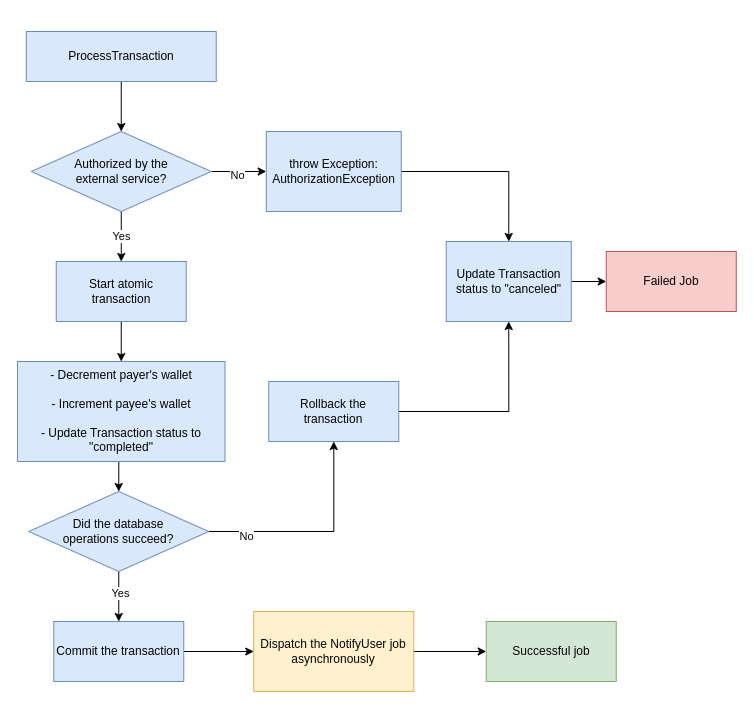 ProcessTransaction
Authorized by the
external service?
No
throw Exception:
AuthorizationException
Yes
Start atomic
transaction
Update Transaction
status to "canceled"
Failed Job
- Decrement payer's wallet
- Increment payee's wallet
- Update Transaction status to
"completed"
Rollback the
transaction
Did the database
operations succeed?
No
Yes
Commit the transaction
Dispatch the NotifyUser job
asynchronously
Successful job